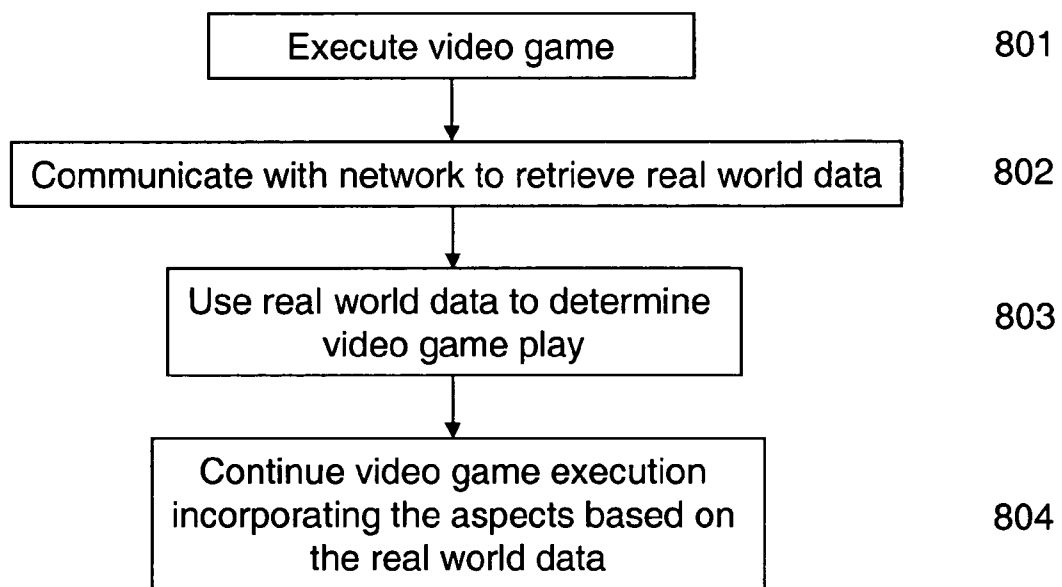 Execute video game 801
Communicate with network to retrieve real world data 802
Use real world data to determine
video game play 803
Continue video game execution
incorporating the aspects based on
the real world data 804